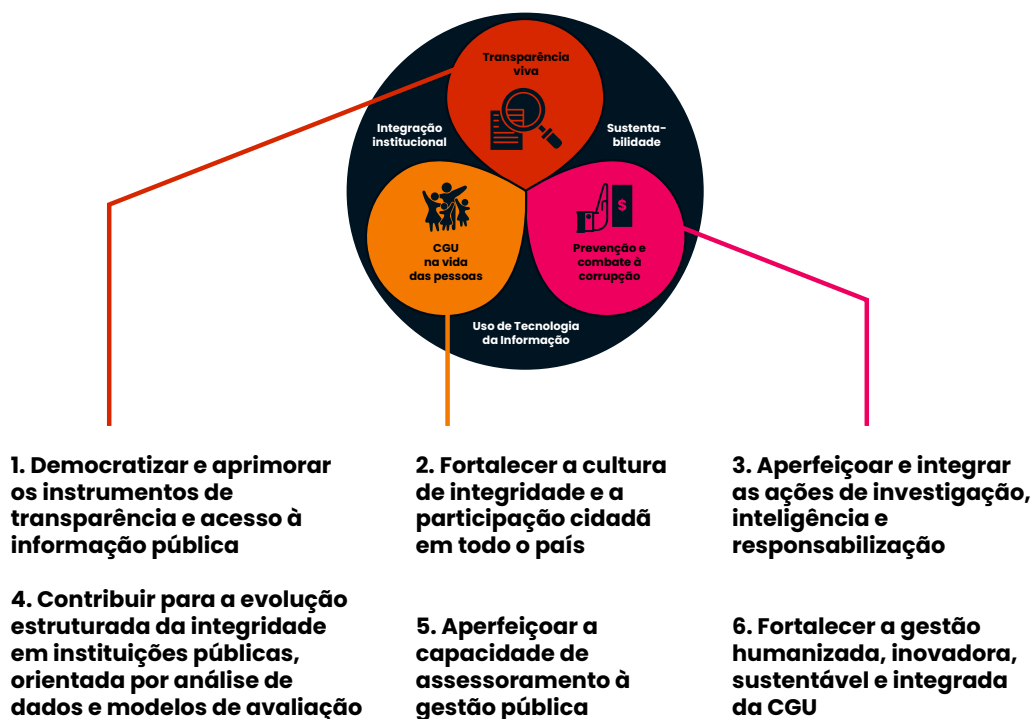 Transparência
viva
Integração
institucional
Sustenta-
bilidade
$
CGU
na vida
das pessoas
Prevenção e
combate à
corrupção
Uso de Tecnologia
da Informação
1. Democratizar e aprimorar
os instrumentos de
transparência e acesso à
informação pública
2. Fortalecer a cultura
de integridade e a
participação cidadã
em todo o país
3. Aperfeiçoar e integrar
as ações de investigação,
inteligência e
responsabilização
4. Contribuir para a evolução
estruturada da integridade
em instituições públicas,
orientada por análise de
dados e modelos de avaliação
5. Aperfeiçoar a
capacidade de
assessoramento à
gestão pública
6. Fortalecer a gestão
humanizada, inovadora,
sustentável e integrada
da CGU